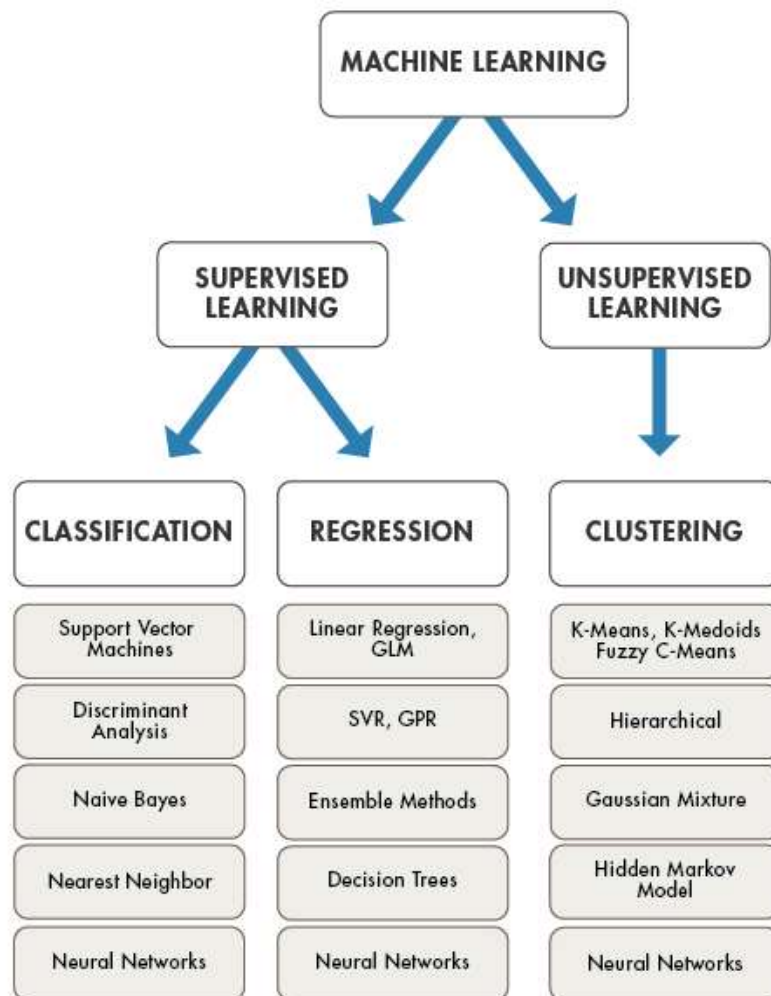 MACHINE LEARNING
SUPERVISED
LEARNING
UNSUPERVISED
LEARNING
CLASSIFICATION
REGRESSION
CLUSTERING
Support Vector
Machines
Linear Regression,
GLM
K-Means, K-Medoids
Fuzzy C-Means
Discriminant
Analysis
SVR, GPR
Hierarchical
Naive Bayes
Ensemble Methods
Gaussian Mixture
Nearest Neighbor
Decision Trees
Hidden Markov
Model
Neural Networks
Neural Networks
Neural Networks